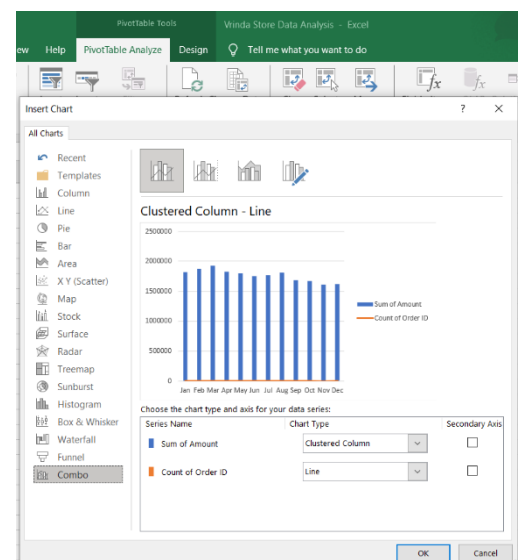 PivotTable Tools
Vrinda Store Data Analysis - Excel
ew Help PivotTable Analyze Design Tell me what you want to do
Insert Chart ? ×
All Charts
Recent
Templates
Column
Line
Pie
Bar
Area
X Y (Scatter)
Map
Stock
Surface
Radar
Treemap
Sunburst
Histogram
Box & Whisker
Waterfall
Funnel
Combo
Clustered Column - Line
2500000
2000000
1500000
1000000
500000
0
Jan Feb Mar Apr May Jun Jul Aug Sep Oct Nov Dec
Sum of Amount
Count of Order ID
Choose the chart type and axis for your data series:
Series Name Chart Type Secondary Axis
Sum of Amount Clustered Column
Count of Order ID Line
OK Cancel